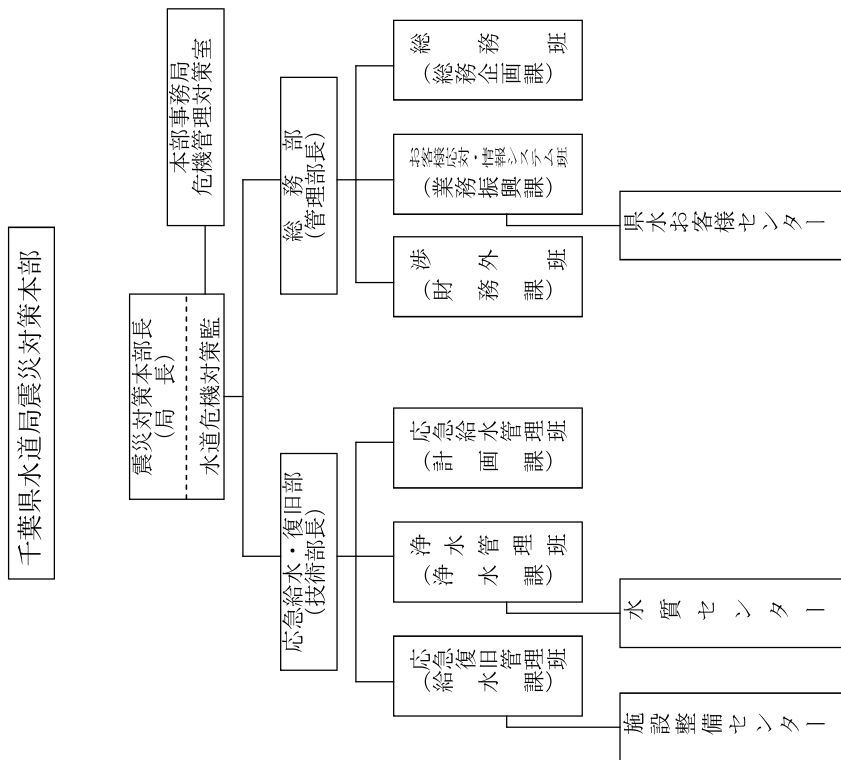 千葉県水道局震災対策本部
本部事務局
危機管理対策室
震災対策本部長
(局　長)
水道危機対策監
応急給水・復旧部
(技術部長)
総　務　部
(管理部長)
応急復旧管理班
(給　水　課)
浄水管理班
(浄　水　課)
応急給水管理班
(計　画　課)
渉　外　班
(財　務　課)
お客様応対・情報システム班
(業務振興課)
総　務　班
(総務企画課)
施設整備センター
水質センター
県水お客様センター